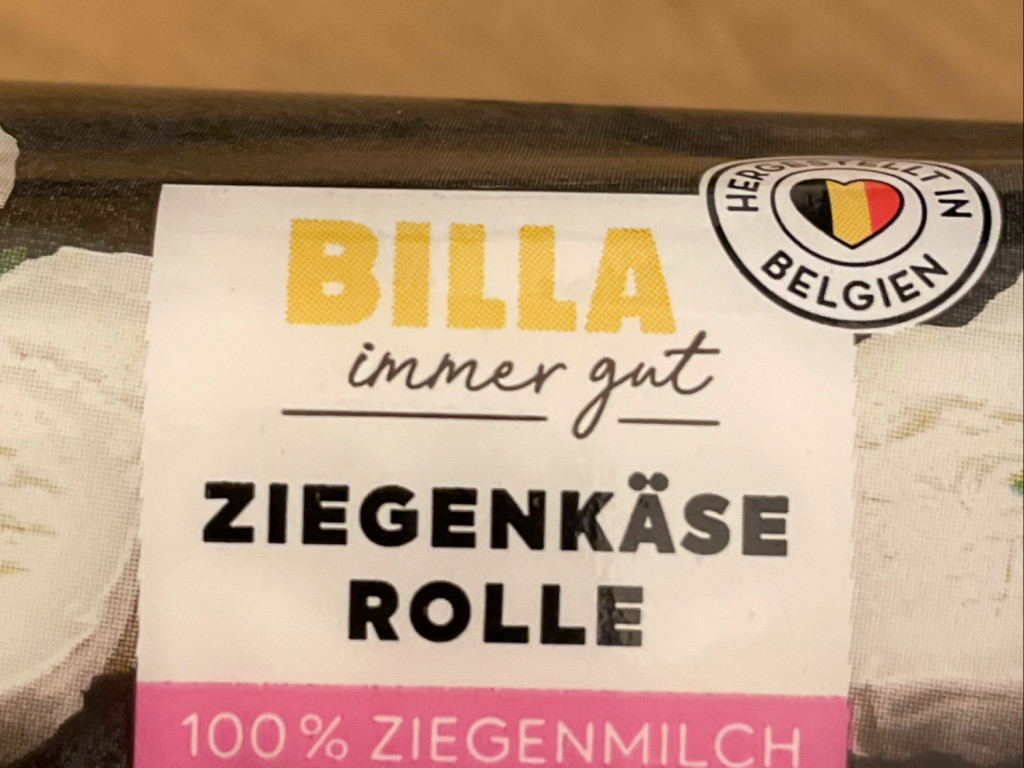 HERGESTELLT IN
BELGIEN
BILLA
immer gut
ZIEGENKÄSE
ROLLE
100% ZIEGENMILCH